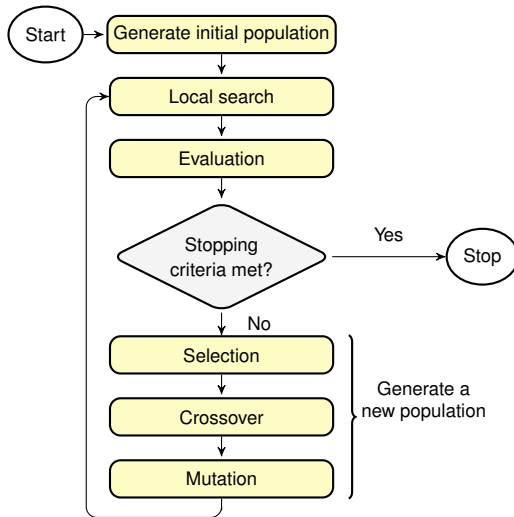 Start
Generate initial population
Local search
Evaluation
Stopping
criteria met?
Yes
Stop
No
Selection
Crossover
Mutation
Generate a
new population